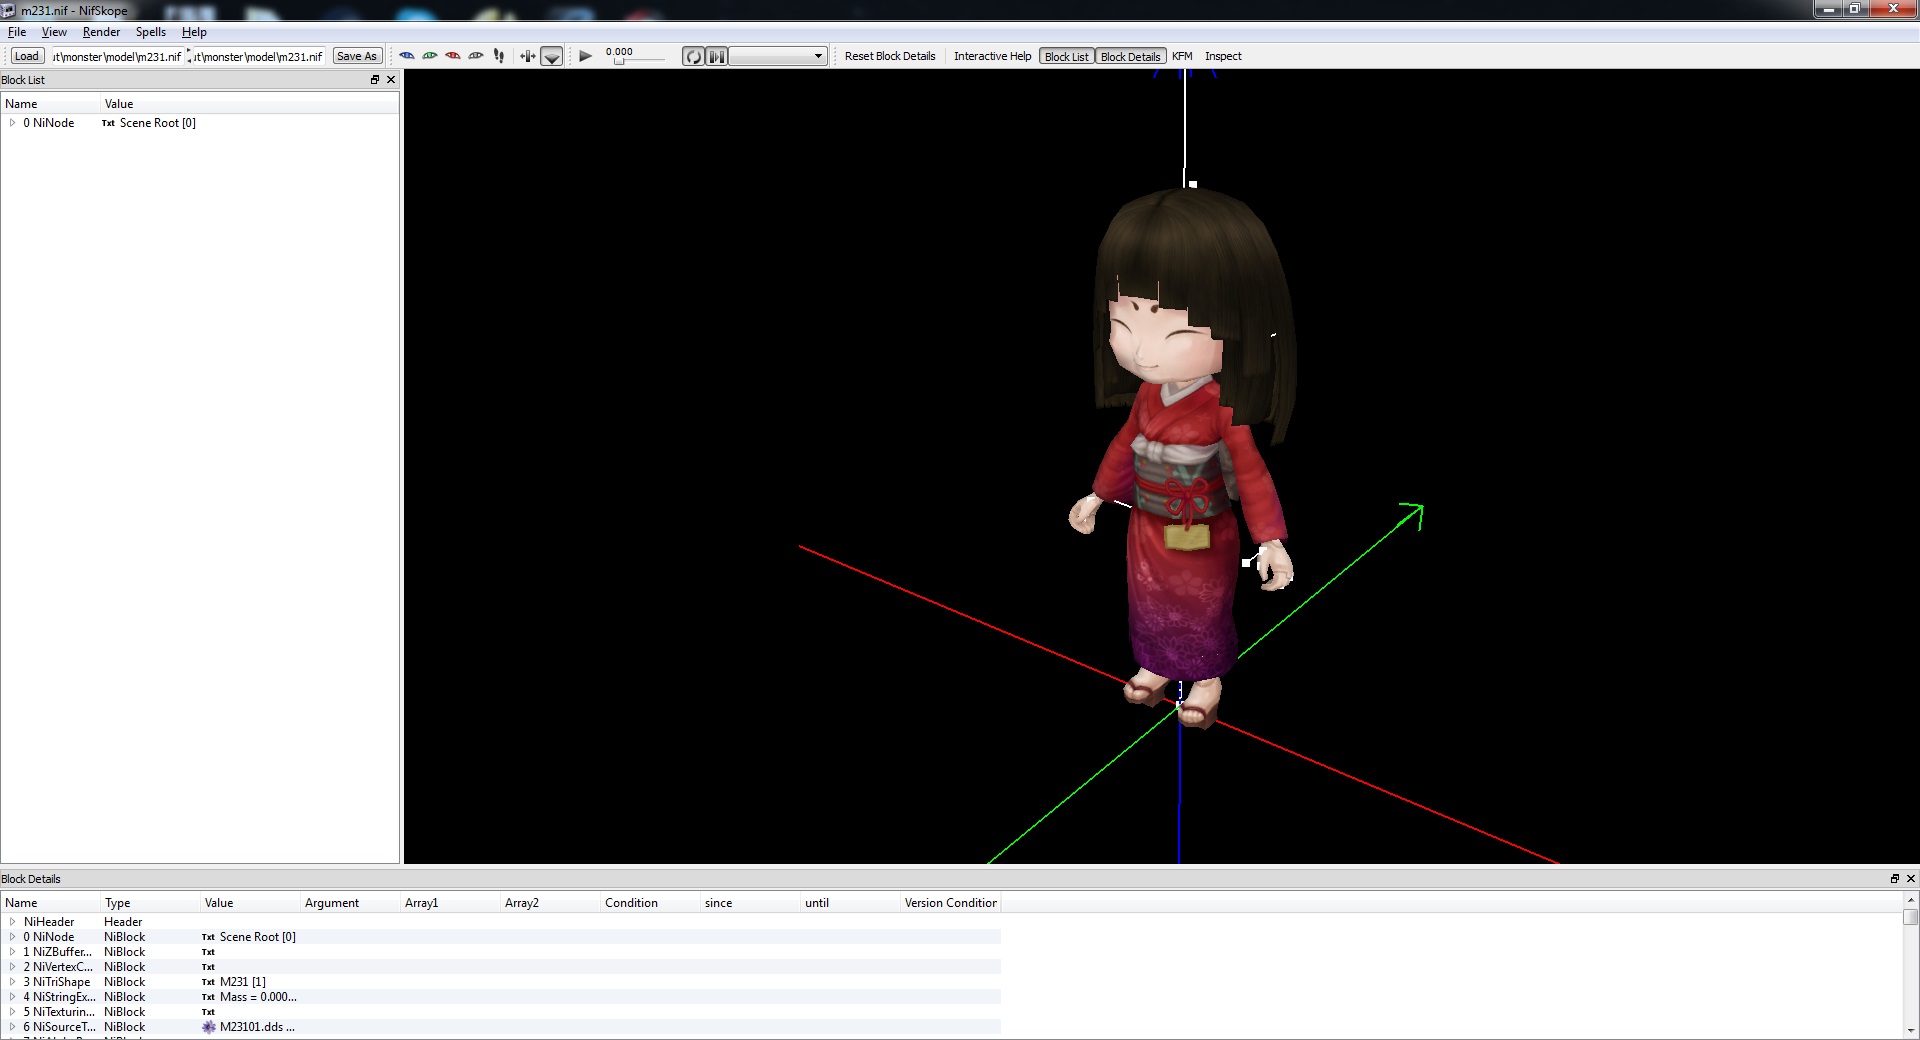 m231.nif - NifSkope
File View Render Spells Help
Load ut\monster\model\m231.nif ut\monster\model\m231.nif Save As 0.000 Reset Block Details Interactive Help Block List Block Details KFM Inspect
Block List
Name Value
0 NiNode Txt Scene Root [0]
Block Details
Name Type Value Argument Array1 Array2 Condition since until Version Condition
NiHeader Header
0 NiNode NiBlock Txt Scene Root [0]
1 NiZBuffer... NiBlock Txt
2 NiVertexC... NiBlock Txt
3 NiTriShape NiBlock Txt M231 [1]
4 NiStringEx... NiBlock Txt Mass = 0.000...
5 NiTexturin... NiBlock Txt
6 NiSourceT... NiBlock M23101.dds ...